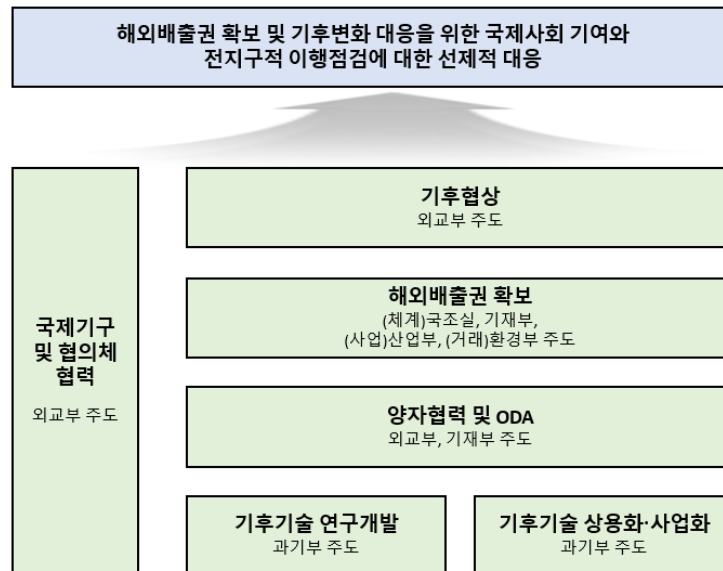 해외배출권 확보 및 기후변화 대응을 위한 국제사회 기여와
전지구적 이행점검에 대한 선제적 대응
국제기구
및 협의체
협력
외교부 주도
기후협상
외교부 주도
해외배출권 확보
(체계)국조실, 기재부,
(사업)산업부, (거래)환경부 주도
양자협력 및 ODA
외교부, 기재부 주도
기후기술 연구개발
과기부 주도
기후기술 상용화·사업화
과기부 주도